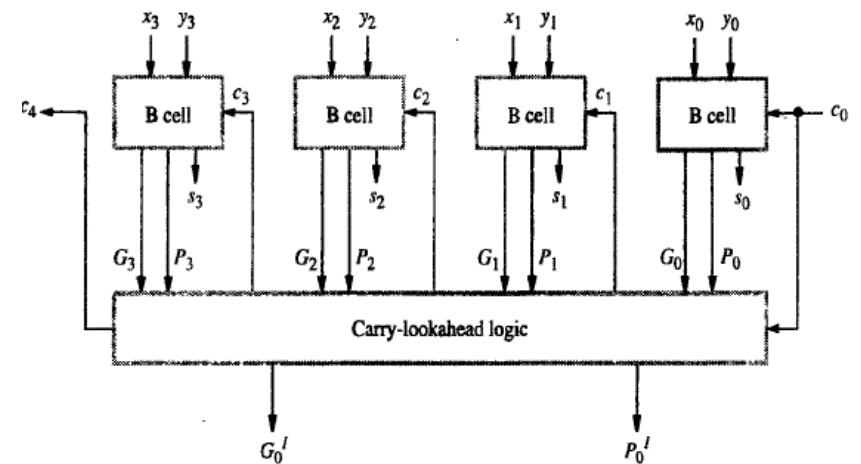 x₃ y₃ x₂ y₂ x₁ y₁ x₀ y₀
c₄ B cell c₃ B cell c₂ B cell c₁ B cell c₀
s₃ s₂ s₁ s₀
G₃ P₃ G₂ P₂ G₁ P₁ G₀ P₀
Carry-lookahead logic
G₀ᴵ P₀ᴵ